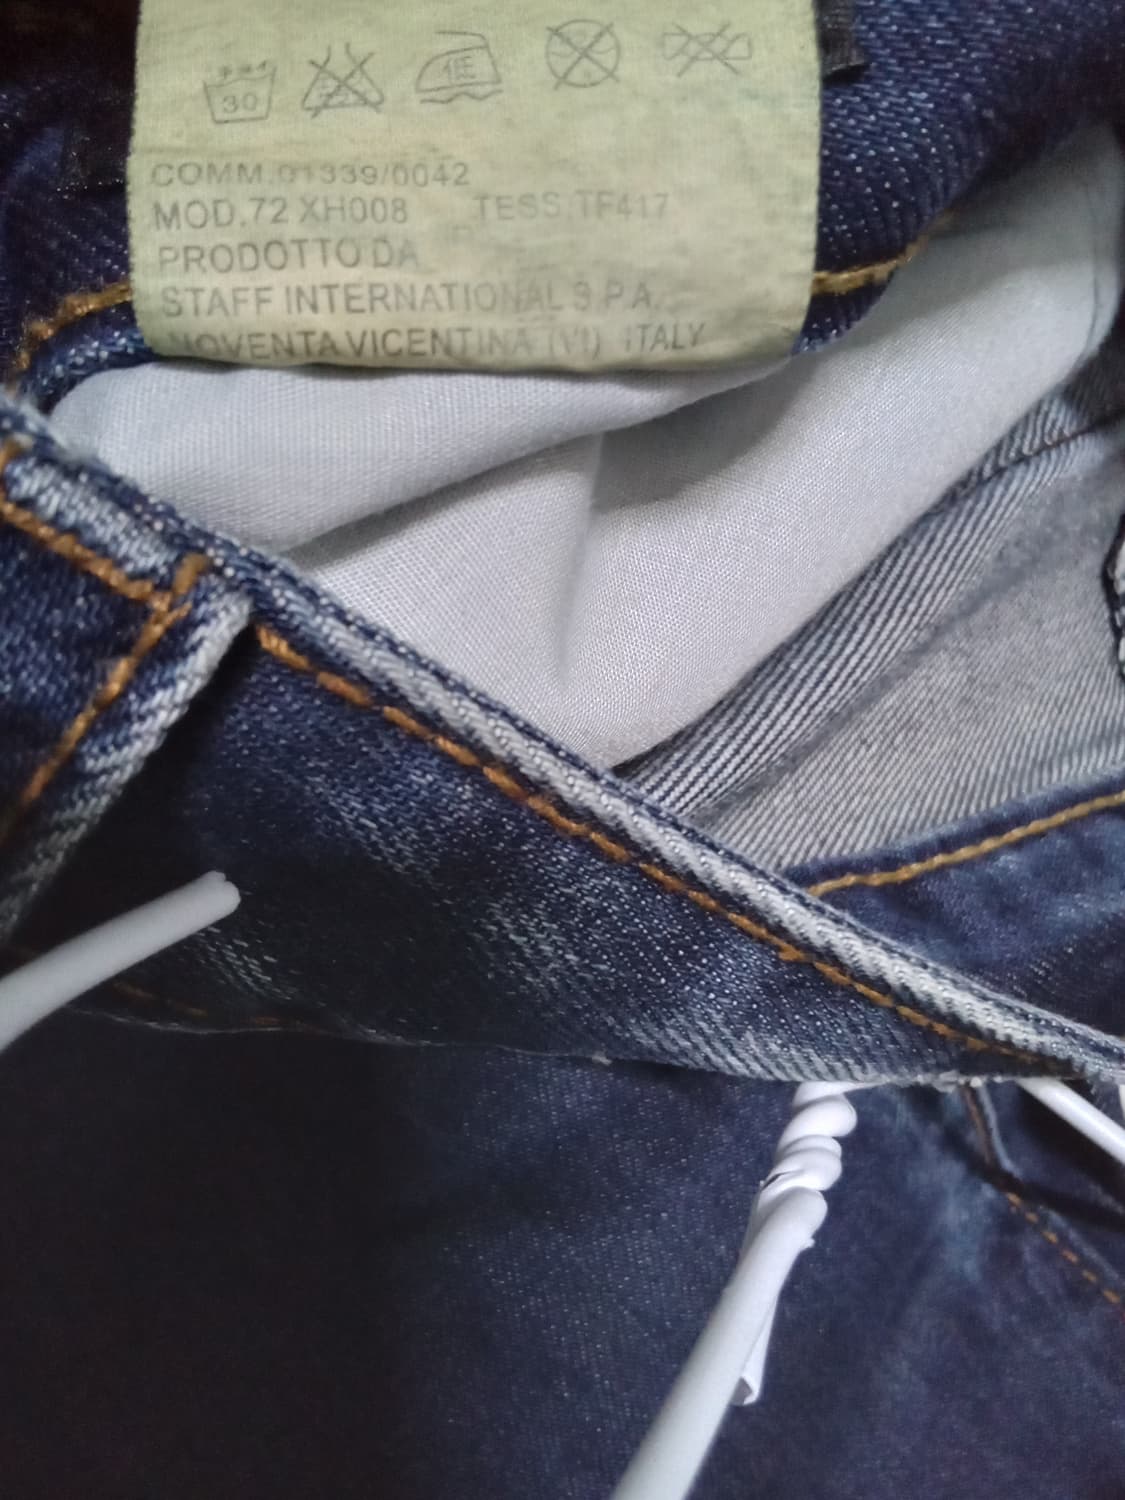 30
COMM.01339/0042
MOD.72 XH008 TESS:TF417
PRODOTTO DA
STAFF INTERNATIONAL S.P.A.
NOVENTA VICENTINA (VI) ITALY